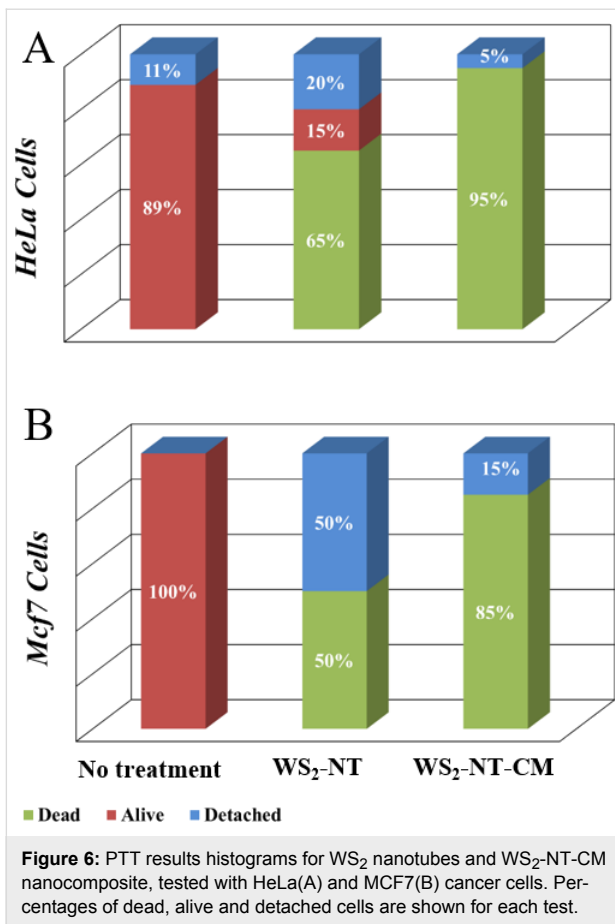 A
HeLa Cells
11%
89%
20%
15%
65%
5%
95%
B
Mcf7 Cells
100%
50%
50%
15%
85%
No treatment WS₂-NT WS₂-NT-CM
Dead Alive Detached
Figure 6: PTT results histograms for WS₂ nanotubes and WS₂-NT-CM
nanocomposite, tested with HeLa(A) and MCF7(B) cancer cells. Per-
centages of dead, alive and detached cells are shown for each test.